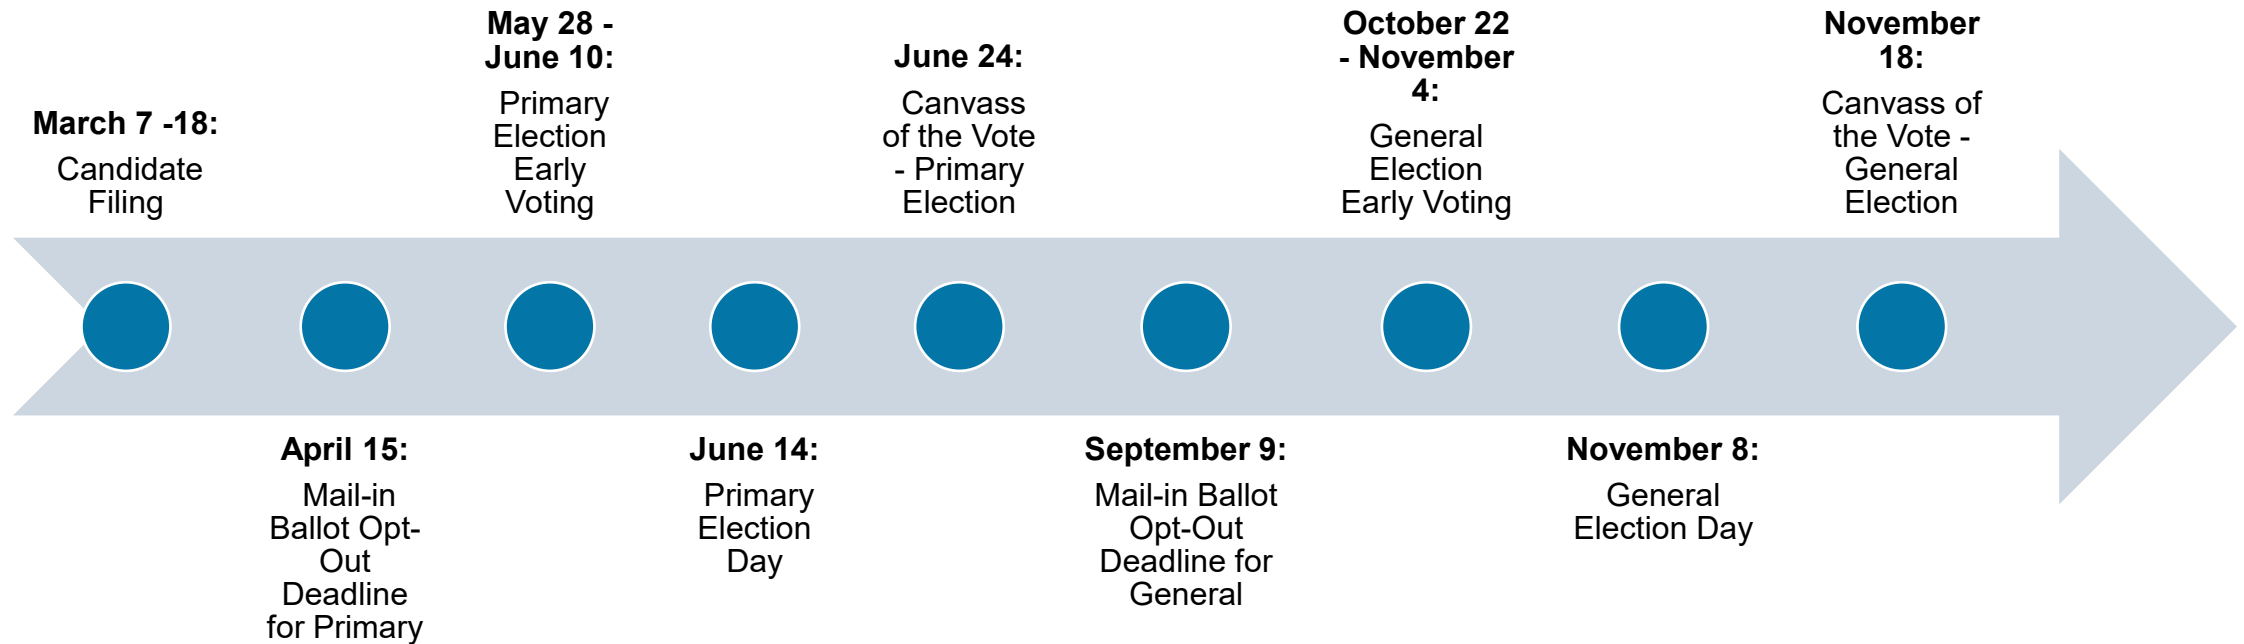 March 7 -18:
Candidate
Filing
April 15:
Mail-in
Ballot Opt-
Out
Deadline
for Primary
May 28 -
June 10:
Primary
Election
Early
Voting
June 14:
Primary
Election
Day
June 24:
Canvass
of the Vote
- Primary
Election
September 9:
Mail-in Ballot
Opt-Out
Deadline for
General
October 22
- November
4:
General
Election
Early Voting
November 8:
General
Election Day
November
18:
Canvass of
the Vote -
General
Election